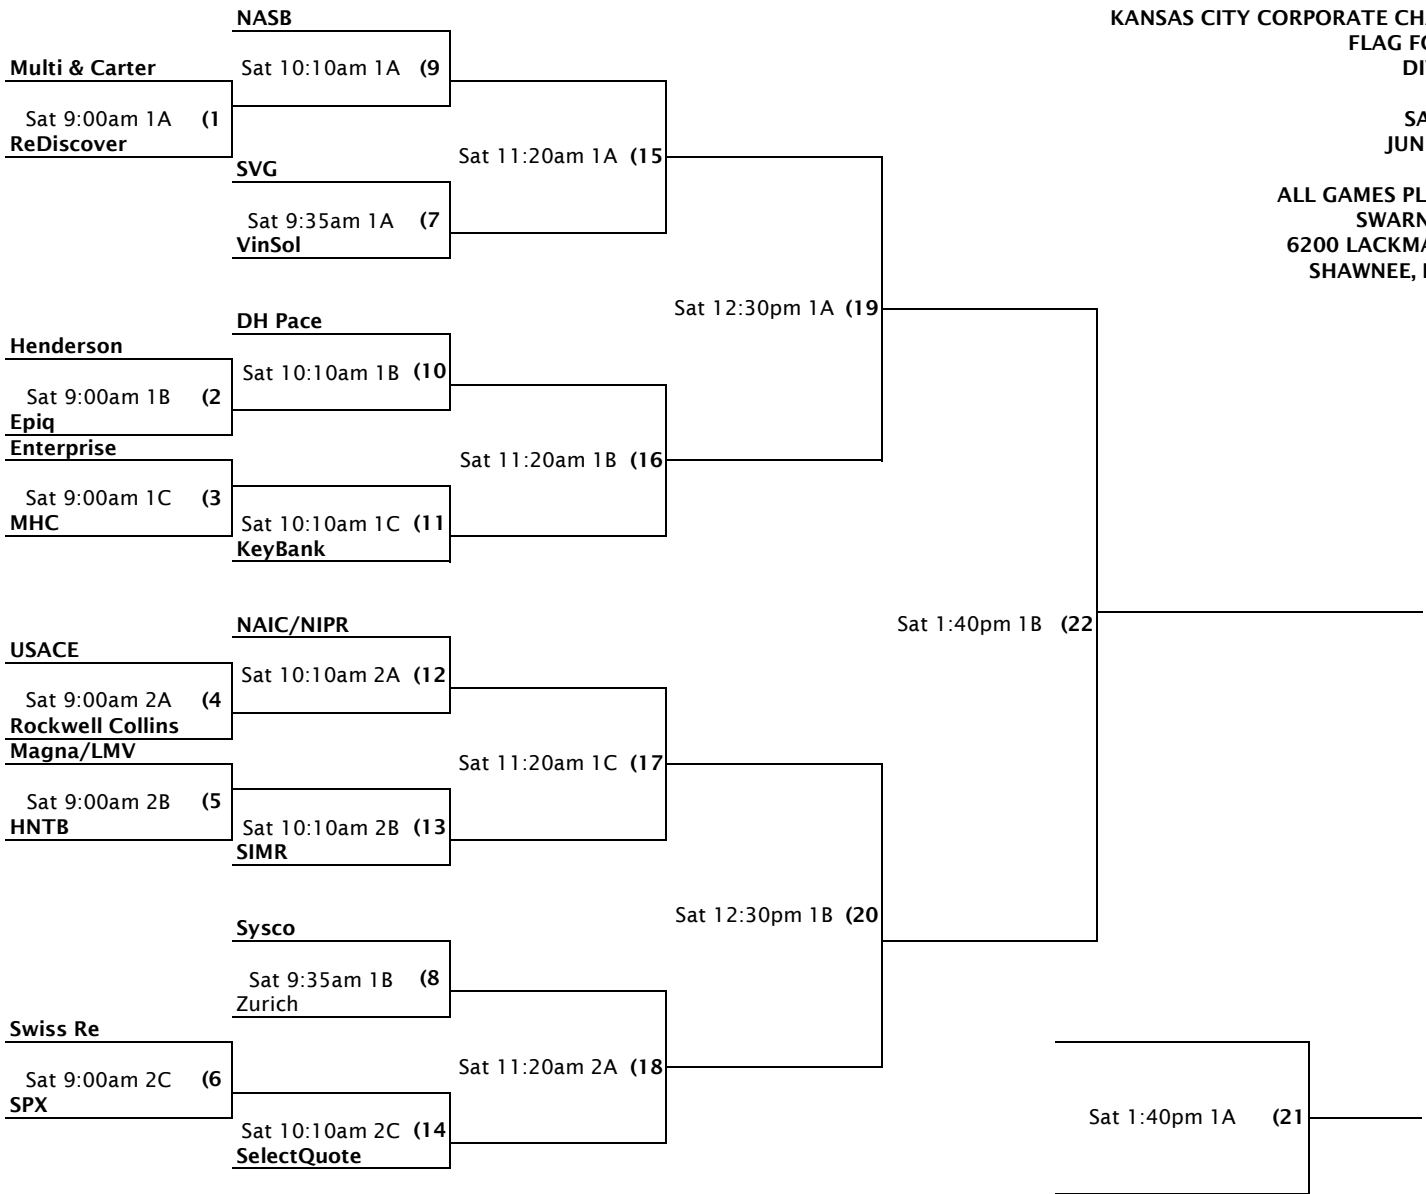 NASB
KANSAS CITY CORPORATE CH
FLAG F
Multi & Carter
Sat 10:10am 1A (9
Sat 9:00am 1A (1
ReDiscover
Sat 11:20am 1A (15
JUN
SVG
Sat 9:35am 1A (7
VinSol
ALL GAMES PL
SWARN
6200 LACKMA
SHAWNEE,
Sat 12:30pm 1A (19
DH Pace
Henderson
Sat 10:10am 1B (10
Sat 9:00am 1B (2
Epiq
Enterprise
Sat 11:20am 1B (16
Sat 9:00am 1C (3
MHC
Sat 10:10am 1C (11
KeyBank
NAIC/NIPR
Sat 1:40pm 1B (22
USACE
Sat 10:10am 2A (12
Sat 9:00am 2A (4
Rockwell Collins
Magna/LMV
Sat 11:20am 1C (17
Sat 9:00am 2B (5
HNTB
Sat 10:10am 2B (13
SIMR
Sat 12:30pm 1B (20
Sysco
Sat 9:35am 1B (8
Zurich
Swiss Re
Sat 11:20am 2A (18
Sat 9:00am 2C (6
SPX
Sat 1:40pm 1A (21
Sat 10:10am 2C (14
SelectQuote